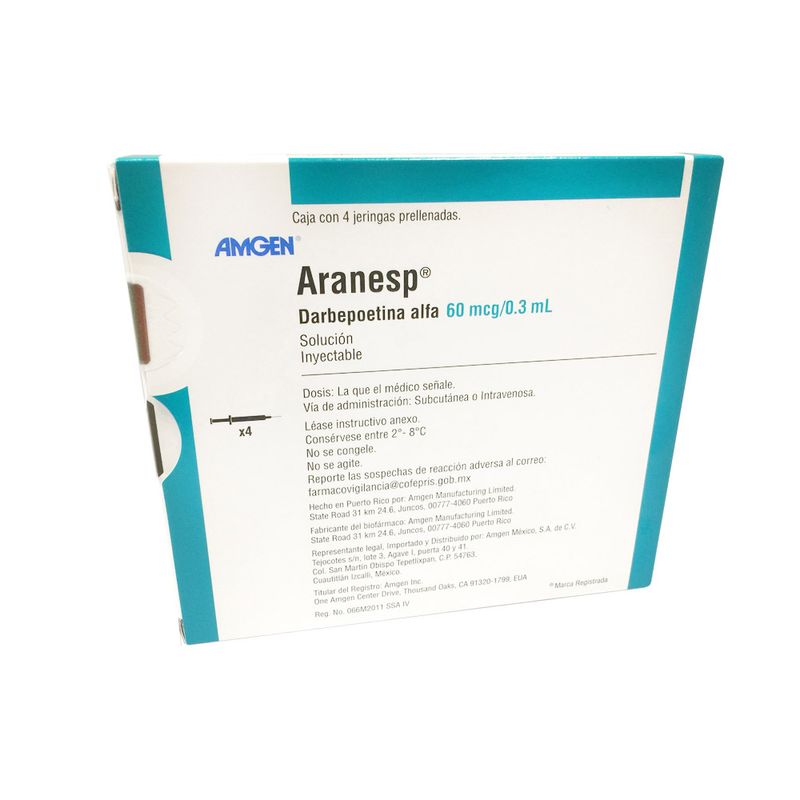 Caja con 4 jeringas prellenadas.
AMGEN®
Aranesp®
Darbepoetina alfa 60 mcg/0.3 mL
Solución
Inyectable
Dosis: La que el médico señale.
Vía de administración: Subcutánea o Intravenosa.
x4
Léase instructivo anexo.
Consérvese entre 2°- 8°C
No se congele.
No se agite.
Reporte las sospechas de reacción adversa al correo:
farmacovigilancia@cofepris.gob.mx
Hecho en Puerto Rico por: Amgen Manufacturing Limited.
State Road 31 km 24.6, Juncos, 00777-4060 Puerto Rico
Fabricante del biofármaco: Amgen Manufacturing Limited.
State Road 31 km 24.6, Juncos, 00777-4060 Puerto Rico
Representante legal, Importado y Distribuido por: Amgen México, S.A. de C.V.
Tejocotes s/n, lote 3, Agave I, puerta 40 y 41.
Col. San Martín Obispo Tepetlixpan, C.P. 54763,
Cuautitlán Izcalli, México.
Titular del Registro: Amgen Inc.
One Amgen Center Drive, Thousand Oaks, CA 91320-1799, EUA
Reg. No. 066M2011 SSA IV
®Marca Registrada